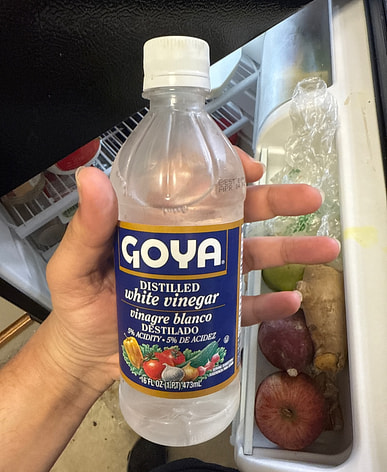 GOYA®
DISTILLED
white vinegar
vinagre blanco
DESTILADO
5% ACIDITY • 5% DE ACIDEZ
16 FL OZ (1 PT) 473mL